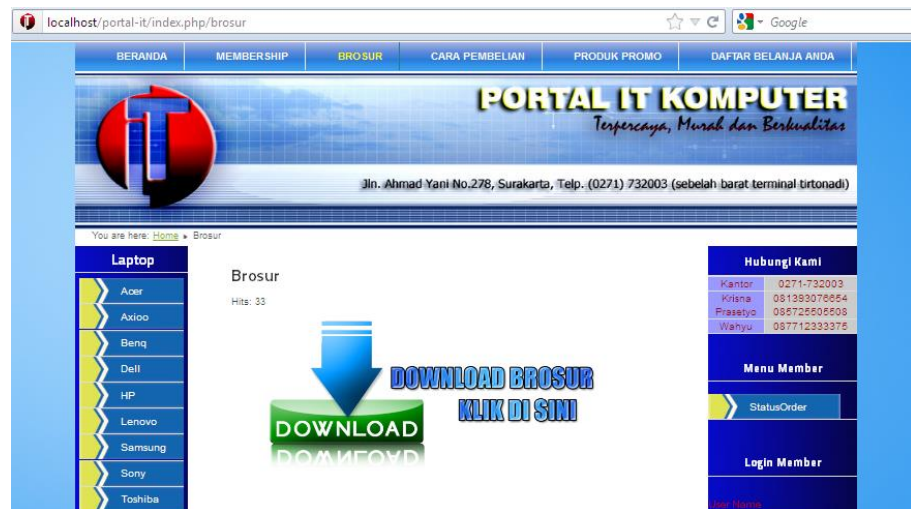 localhost/portal-it/index.php/brosur
Google
BERANDA MEMBERSHIP BROSUR CARA PEMBELIAN PRODUK PROMO DAFTAR BELANJA ANDA
PORTAL IT KOMPUTER
Terpercaya, Murah dan Berkualitas
Jln. Ahmad Yani No.278, Surakarta, Telp. (0271) 732003 (sebelah barat terminal tirtonadi)
You are here: Home » Brosur
Laptop
Acer
Axioo
Benq
Dell
HP
Lenovo
Samsung
Sony
Toshiba
Brosur
Hits: 33
DOWNLOAD
DOWNLOAD BROSUR
KLIK DI SINI
Hubungi Kami
Kantor 0271-732003
Krisna 081393076654
Prasetyo 085725505508
Wahyu 087712333375
Menu Member
StatusOrder
Login Member
User Name